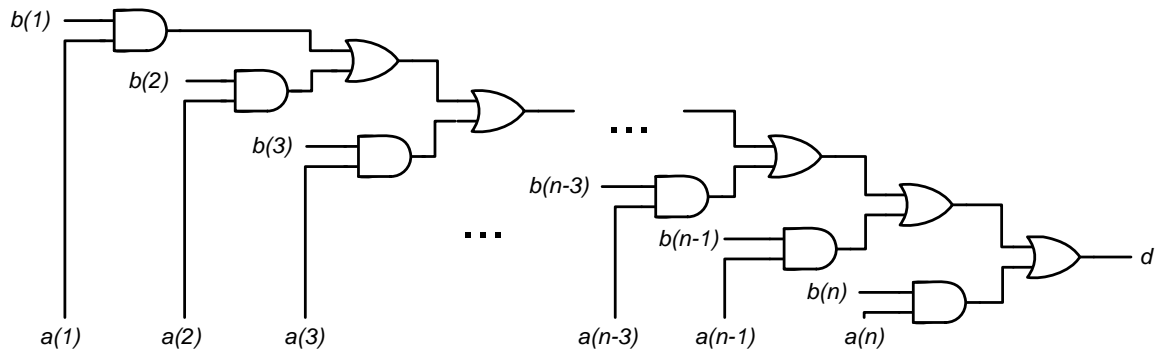 b(1)
b(2)
b(3)
...
b(n-3)
b(n-1)
d
...
b(n)
a(1) a(2) a(3) a(n-3) a(n-1) a(n)